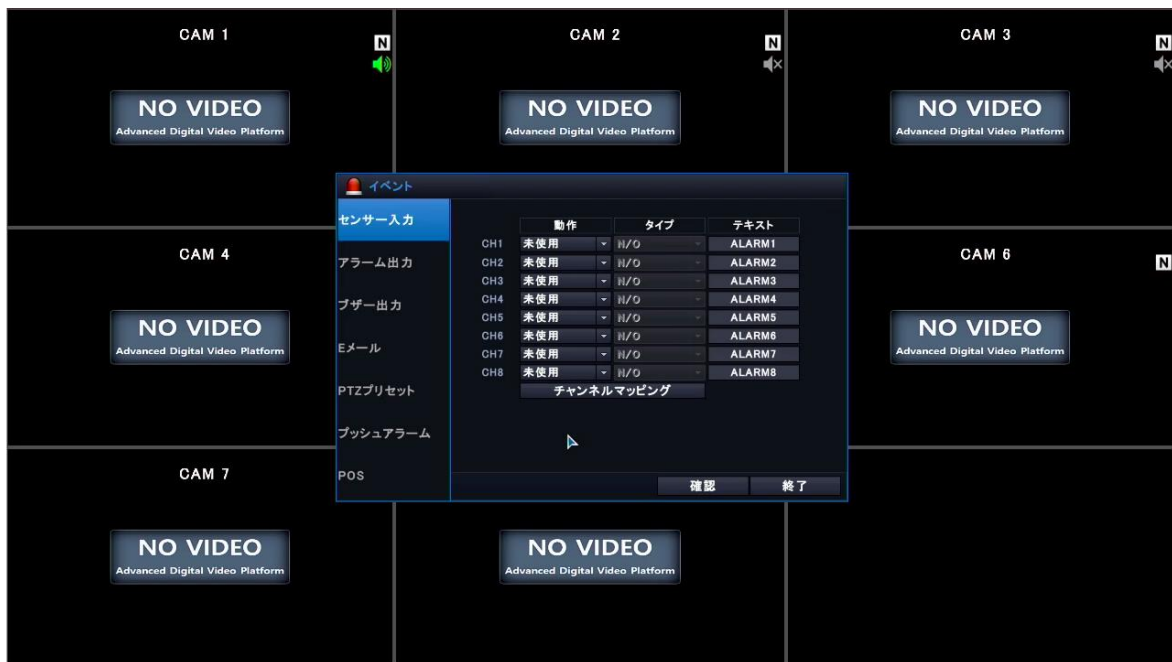 CAM 1
N
CAM 2
N
CAM 3
N
NO VIDEO
Advanced Digital Video Platform
NO VIDEO
Advanced Digital Video Platform
NO VIDEO
Advanced Digital Video Platform
イベント
センサー入力
アラーム出力
ブザー出力
Eメール
PTZプリセット
プッシュアラーム
POS
動作 タイプ テキスト
CH1 未使用 N/O ALARM1
CH2 未使用 N/O ALARM2
CH3 未使用 N/O ALARM3
CH4 未使用 N/O ALARM4
CH5 未使用 N/O ALARM5
CH6 未使用 N/O ALARM6
CH7 未使用 N/O ALARM7
CH8 未使用 N/O ALARM8
チャンネルマッピング
確認 終了
CAM 4
CAM 6
N
NO VIDEO
Advanced Digital Video Platform
NO VIDEO
Advanced Digital Video Platform
CAM 7
NO VIDEO
Advanced Digital Video Platform
NO VIDEO
Advanced Digital Video Platform